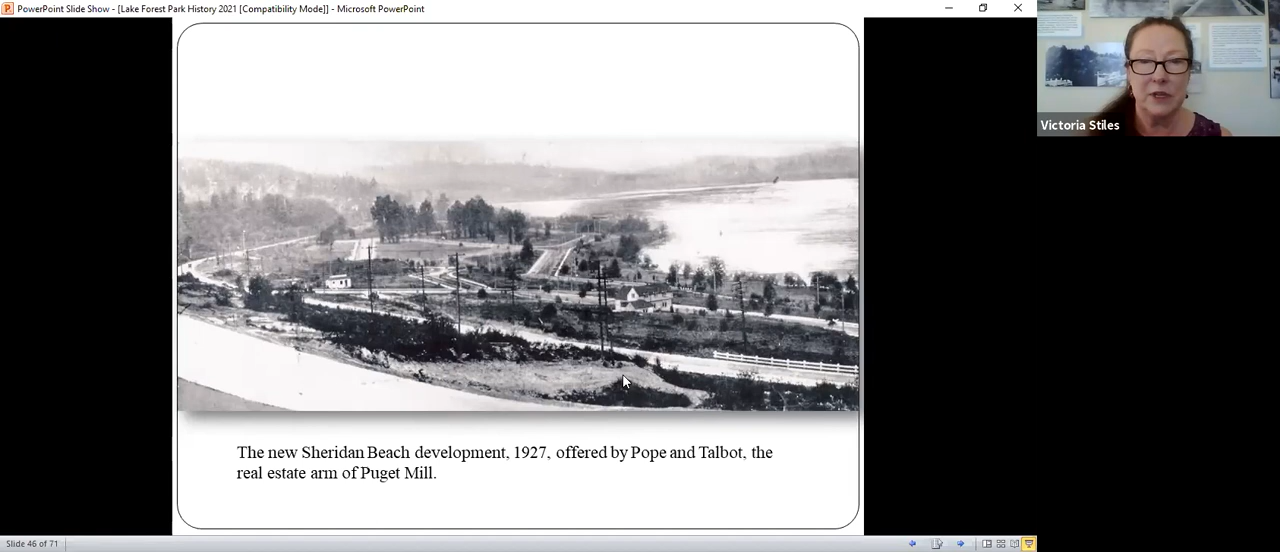 PowerPoint Slide Show - [Lake Forest Park History 2021 [Compatibility Mode]] - Microsoft PowerPoint
Victoria Stiles
The new Sheridan Beach development, 1927, offered by Pope and Talbot, the
real estate arm of Puget Mill.
Slide 46 of 71